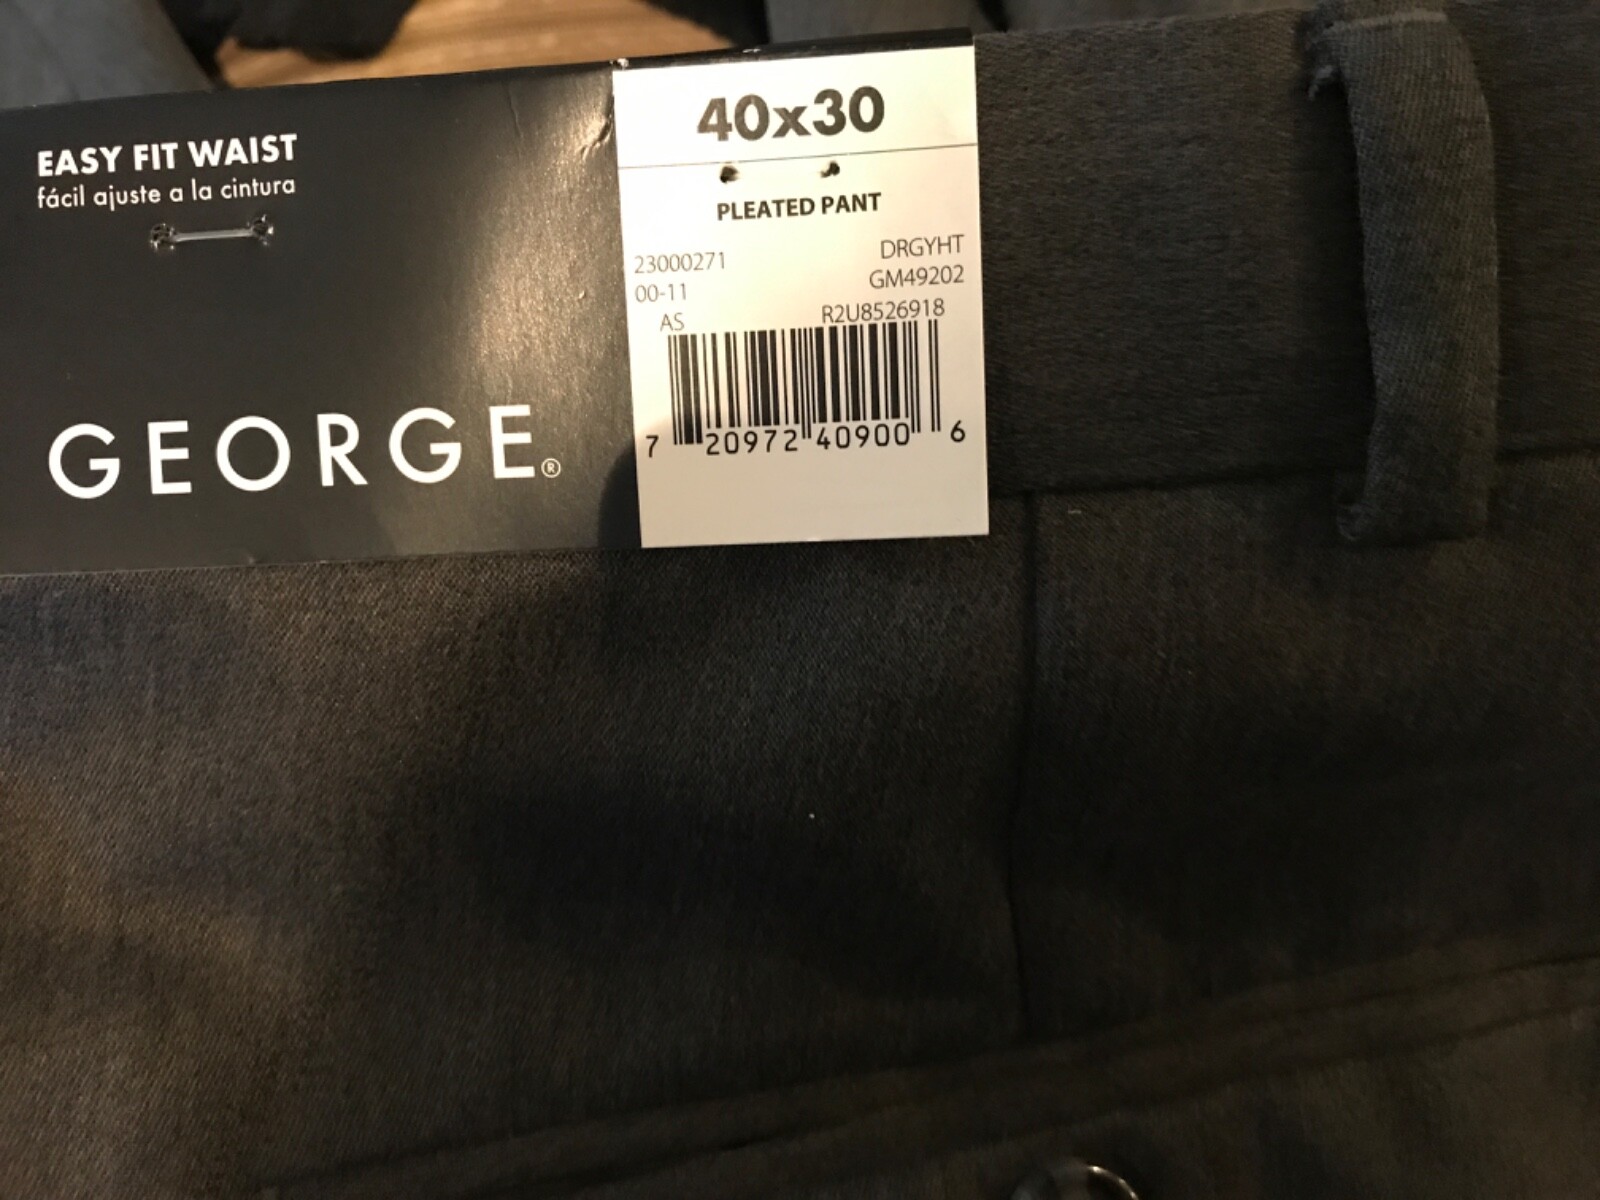 EASY FIT WAIST
fácil ajuste a la cintura
GEORGE®
40x30
PLEATED PANT
23000271 DRGYHT
00-11 GM49202
AS R2U8526918
7 20972 40900 6